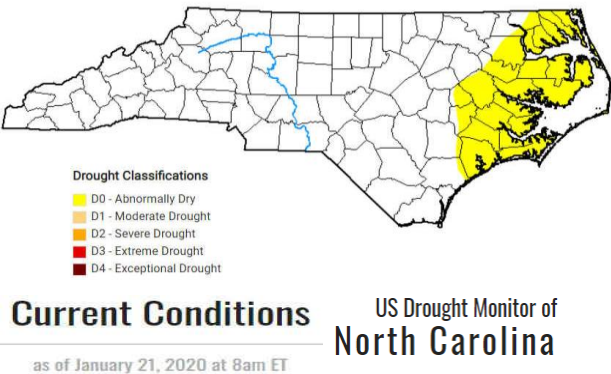 Drought Classifications
D0 - Abnormally Dry
D1 - Moderate Drought
D2 - Severe Drought
D3 - Extreme Drought
D4 - Exceptional Drought
Current Conditions
as of January 21, 2020 at 8am ET
US Drought Monitor of
North Carolina